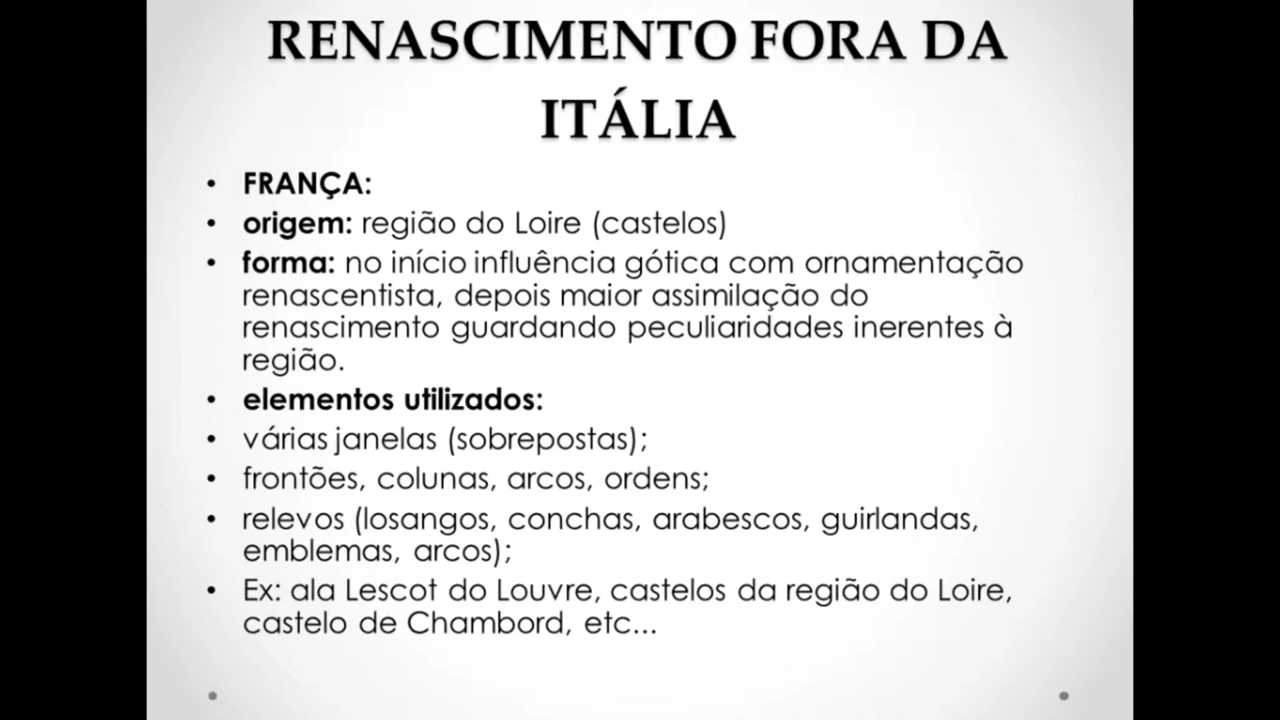 RENASCIMENTO FORA DA
ITÁLIA
• FRANÇA:
• origem: região do Loire (castelos)
• forma: no início influência gótica com ornamentação
renascentista, depois maior assimilação do
renascimento guardando peculiaridades inerentes à
região.
• elementos utilizados:
• várias janelas (sobrepostas);
• frontões, colunas, arcos, ordens;
• relevos (losangos, conchas, arabescos, guirlandas,
emblemas, arcos);
• Ex: ala Lescot do Louvre, castelos da região do Loire,
castelo de Chambord, etc...